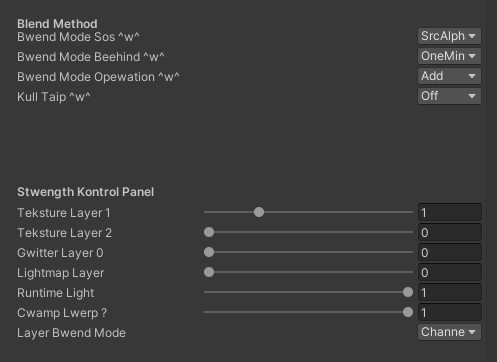 Blend Method
Bwend Mode Sos ^w^ SrcAlph
Bwend Mode Beehind ^w^ OneMin
Bwend Mode Opewation ^w^ Add
Kull Taip ^w^ Off
Stwength Kontrol Panel
Teksture Layer 1 1
Teksture Layer 2 0
Gwitter Layer 0 0
Lightmap Layer 0
Runtime Light 1
Cwamp Lwerp ? 1
Layer Bwend Mode Channe